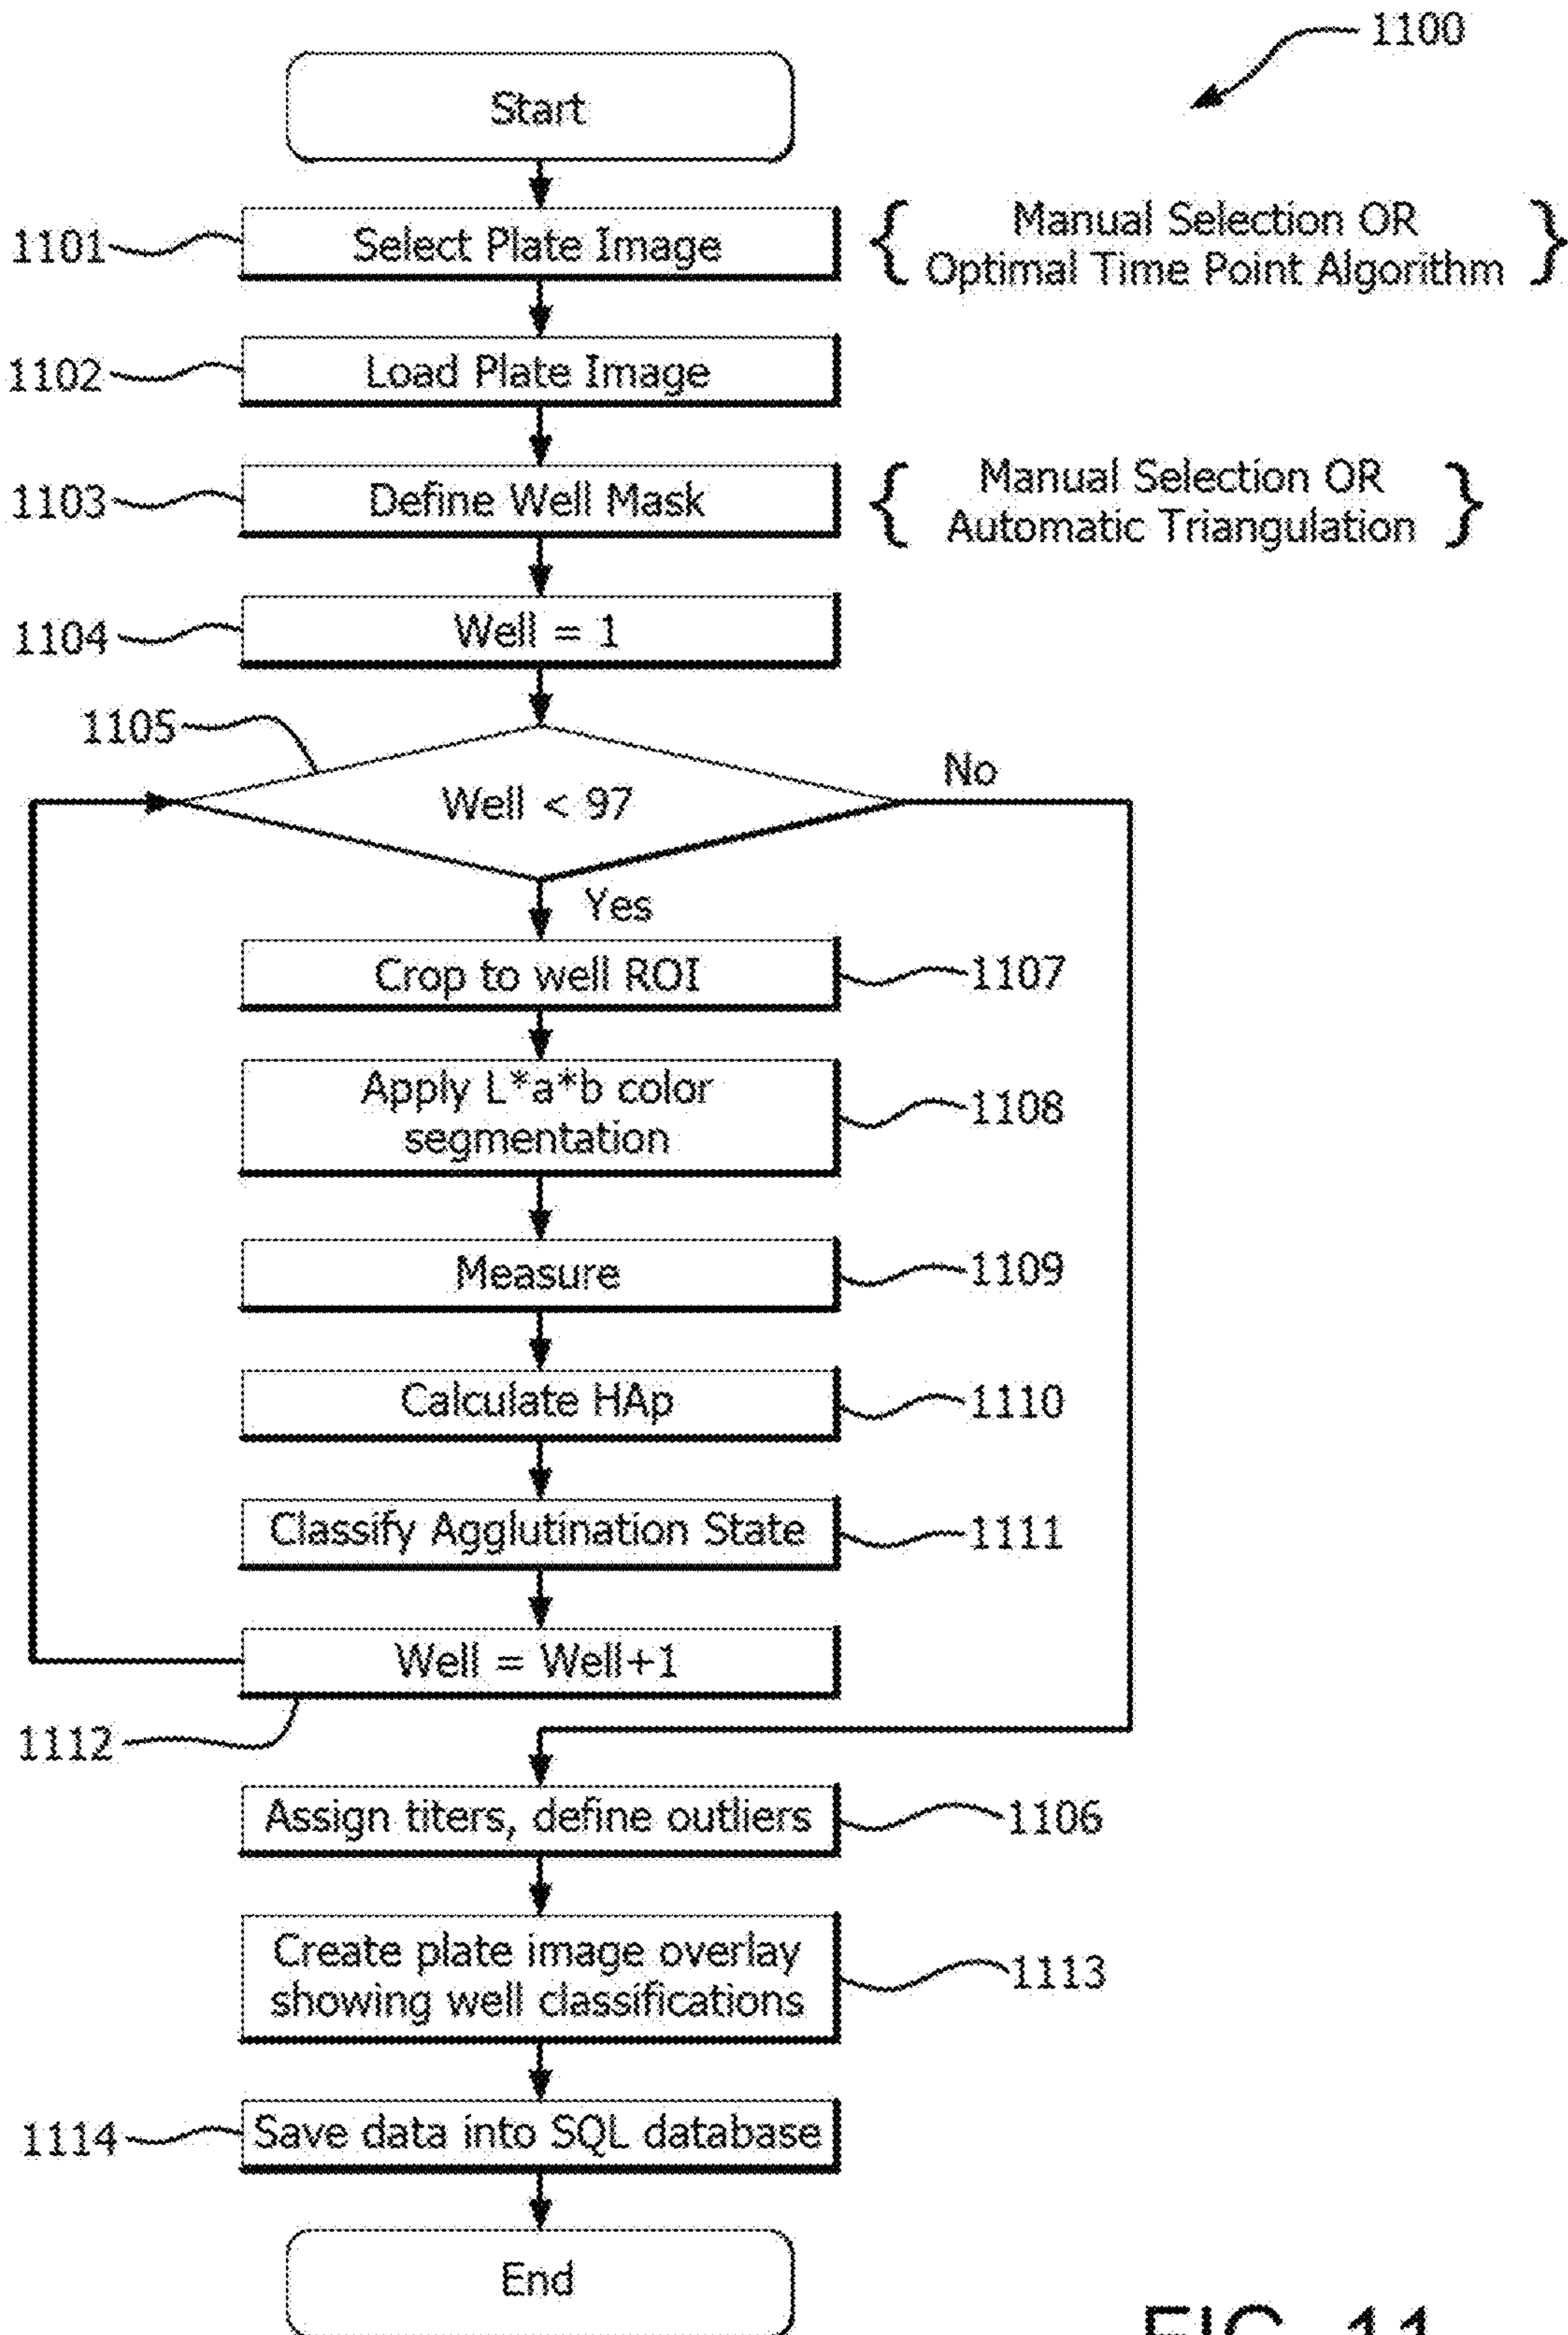 1100
Start
1101
Select Plate Image
{ Manual Selection OR
Optimal Time Point Algorithm }
1102
Load Plate Image
1103
Define Well Mask
{ Manual Selection OR
Automatic Triangulation }
1104
Well = 1
1105
Well < 97
No
Yes
Crop to well ROI
1107
Apply L*a*b color
segmentation
1108
Measure
1109
Calculate HAp
1110
Classify Agglutination State
1111
Well = Well+1
1112
Assign titers, define outliers
1106
Create plate image overlay
showing well classifications
1113
1114
Save data into SQL database
End
FIG. 11